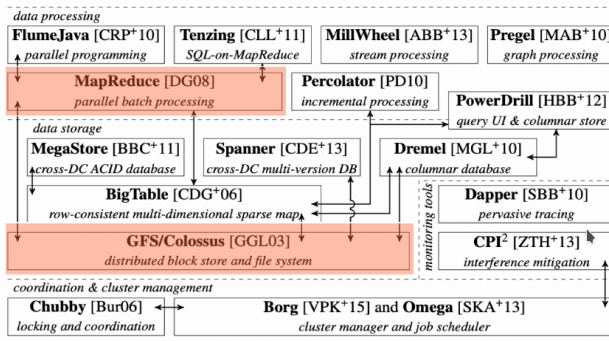 data processing
FlumeJava [CRP+10]
parallel programming
Tenzing [CLL+11]
SQL-on-MapReduce
MillWheel [ABB+13]
stream processing
Pregel [MAB+10]
graph processing
MapReduce [DG08]
parallel batch processing
Percolator [PD10]
incremental processing
PowerDrill [HBB+12]
query UI & columnar store
data storage
MegaStore [BBC+11]
cross-DC ACID database
Spanner [CDE+13]
cross-DC multi-version DB
Dremel [MGL+10]
columnar database
BigTable [CDG+06]
row-consistent multi-dimensional sparse map
monitoring tools
Dapper [SBB+10]
pervasive tracing
GFS/Colossus [GGL03]
distributed block store and file system
CPI² [ZTH+13]
interference mitigation
coordination & cluster management
Chubby [Bur06]
locking and coordination
Borg [VPK+15] and Omega [SKA+13]
cluster manager and job scheduler